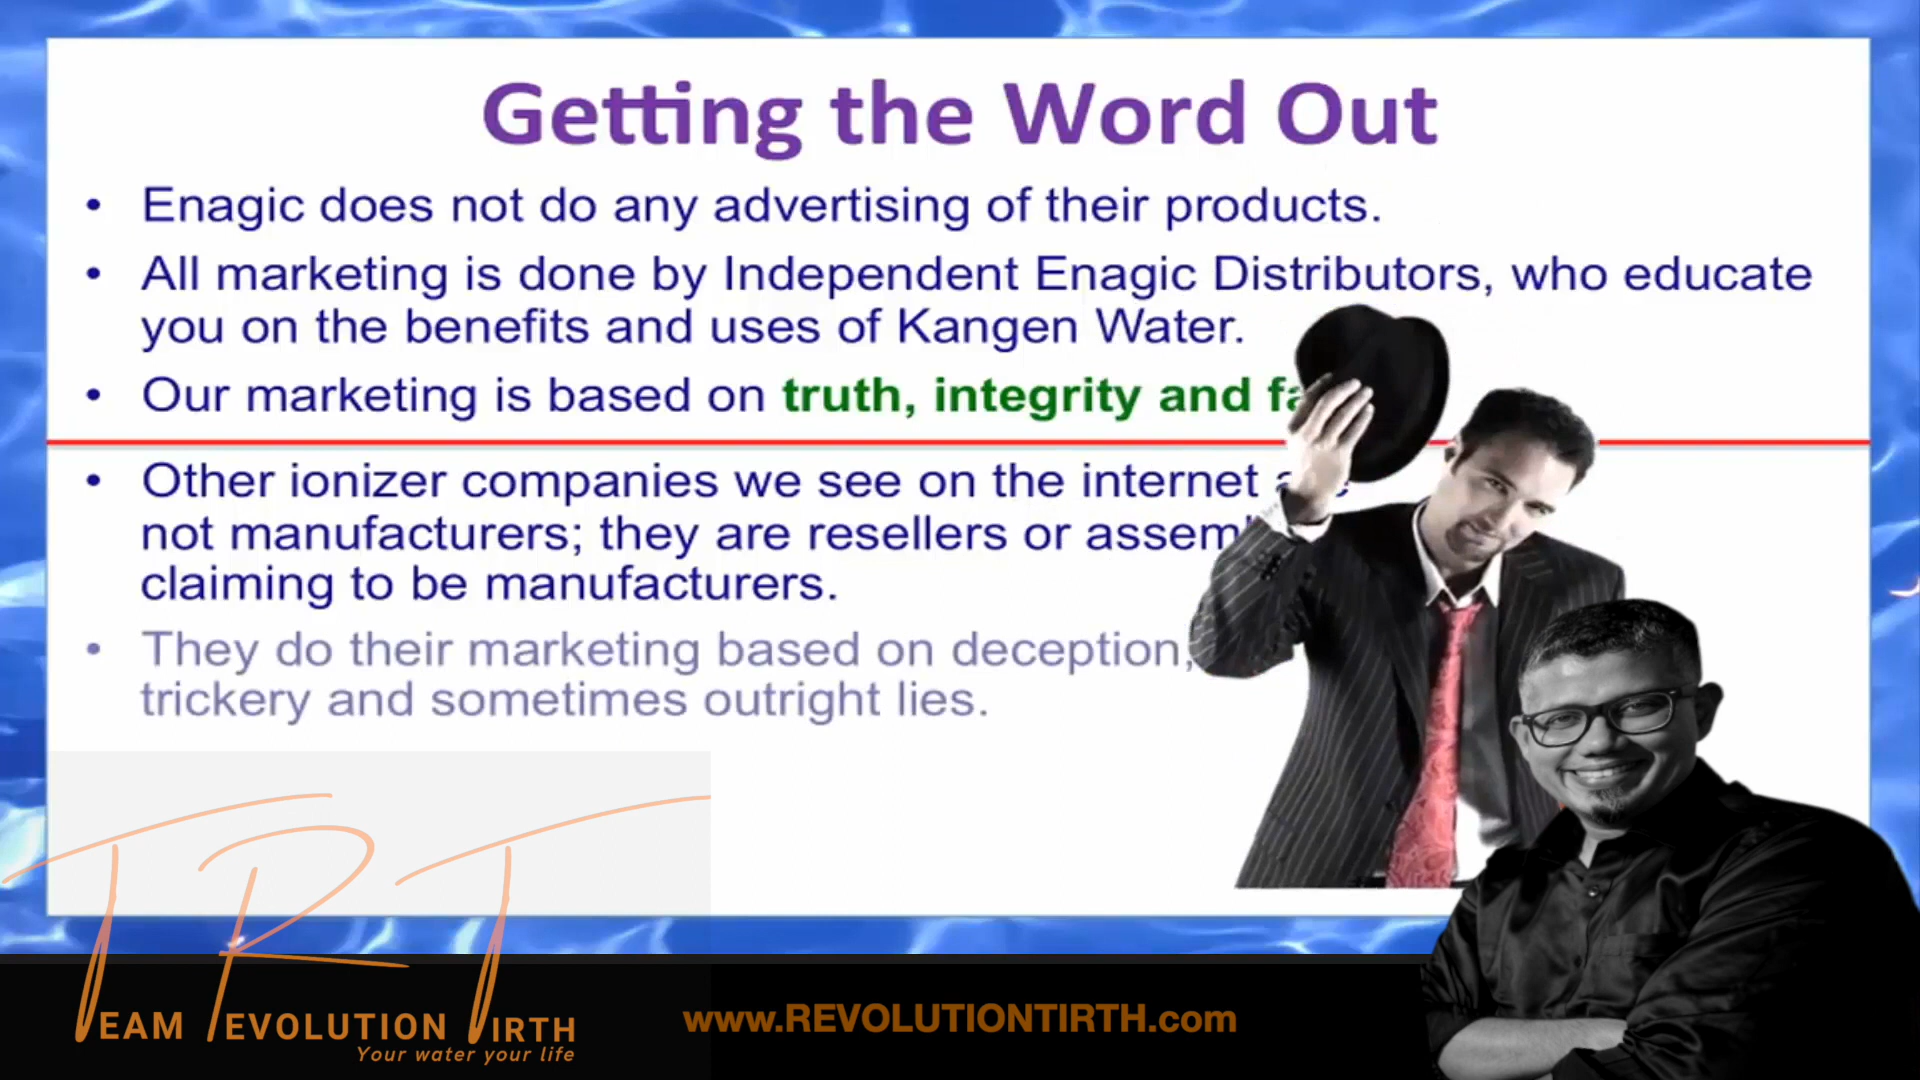 Getting the Word Out
• Enagic does not do any advertising of their products.
• All marketing is done by Independent Enagic Distributors, who educate
you on the benefits and uses of Kangen Water.
• Our marketing is based on truth, integrity and
• Other ionizer companies we see on the internet
not manufacturers; they are resellers or
claiming to be manufacturers.
• They do their marketing based on deception,
trickery and sometimes outright lies.
TRT
TEAM REVOLUTION TIRTH
Your water your life
www.REVOLUTIONTIRTH.com